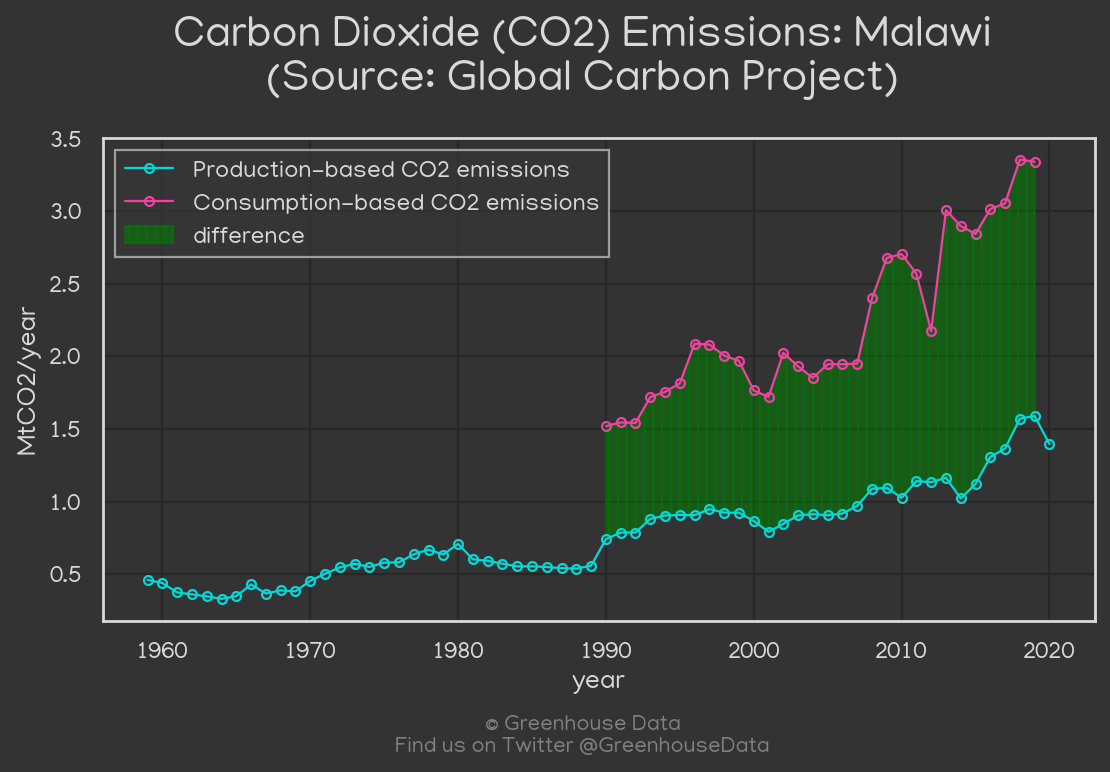 Carbon Dioxide (CO2) Emissions: Malawi
(Source: Global Carbon Project)
3.5
3.0
2.5
2.0
1.5
1.0
0.5
MtCO2/year
Production-based CO2 emissions
Consumption-based CO2 emissions
difference
1960 1970 1980 1990 2000 2010 2020
year
© Greenhouse Data
Find us on Twitter @GreenhouseData